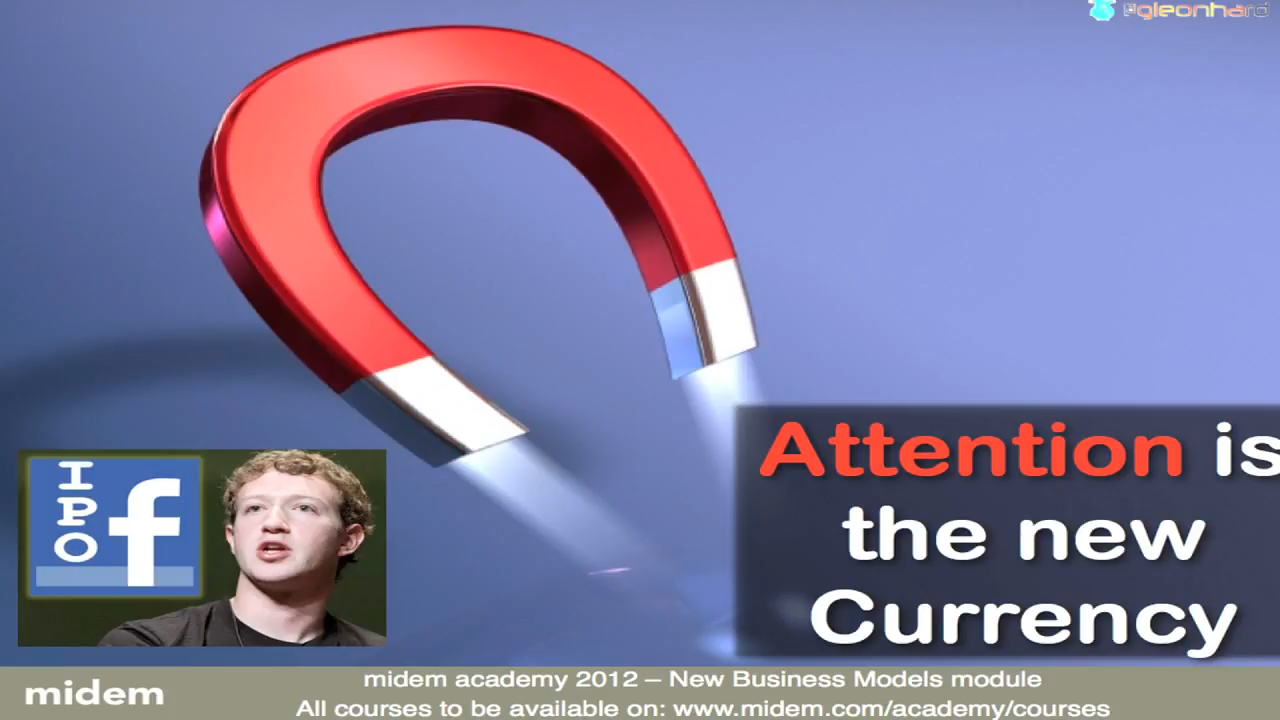 @gleonhard
Attention is
the new
Currency
IPO
f
midem
midem academy 2012 – New Business Models module
All courses to be available on: www.midem.com/academy/courses